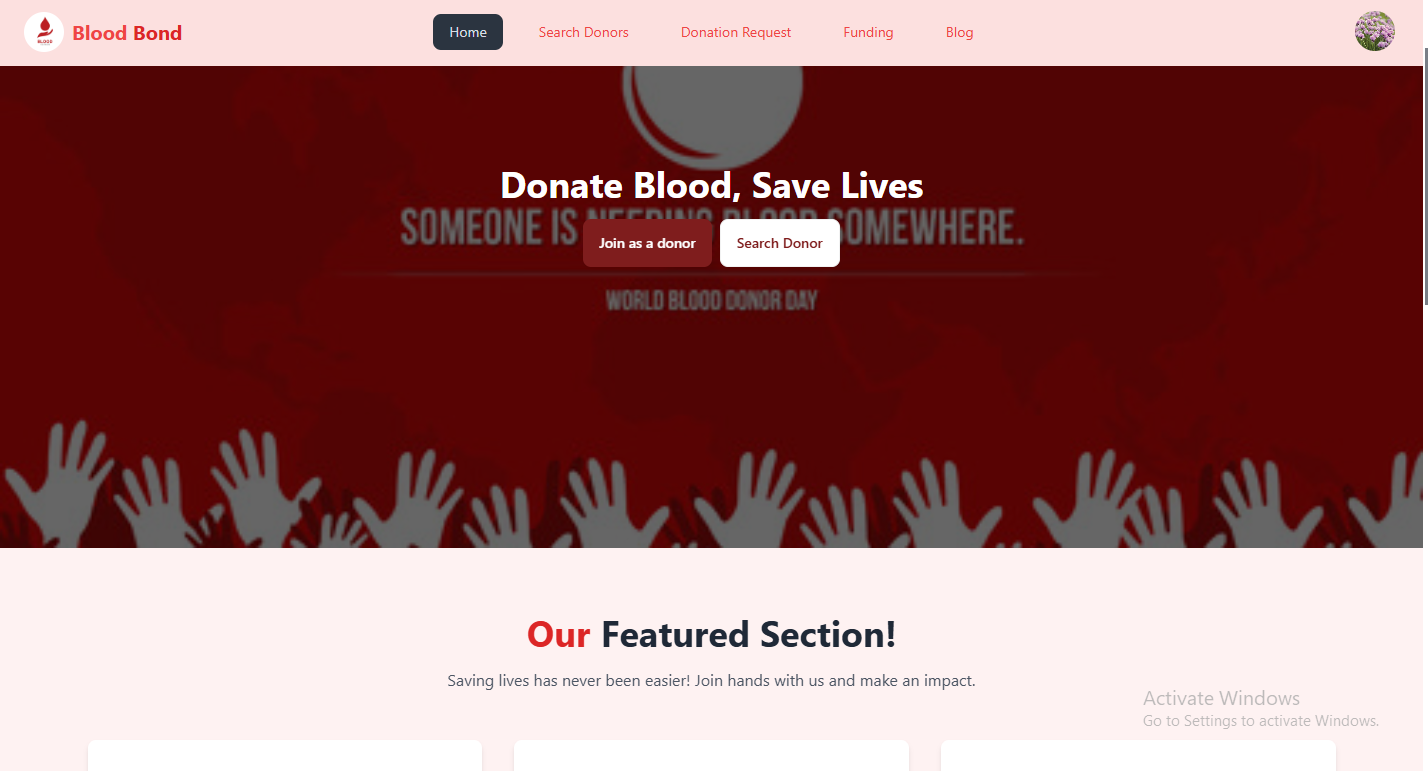 BLOOD
Blood Bond
Home
Search Donors
Donation Request
Funding
Blog
Donate Blood, Save Lives
SOMEONE IS NEEDING BLOOD SOMEWHERE.
Join as a donor
Search Donor
WORLD BLOOD DONOR DAY
Our Featured Section!
Saving lives has never been easier! Join hands with us and make an impact.
Activate Windows
Go to Settings to activate Windows.